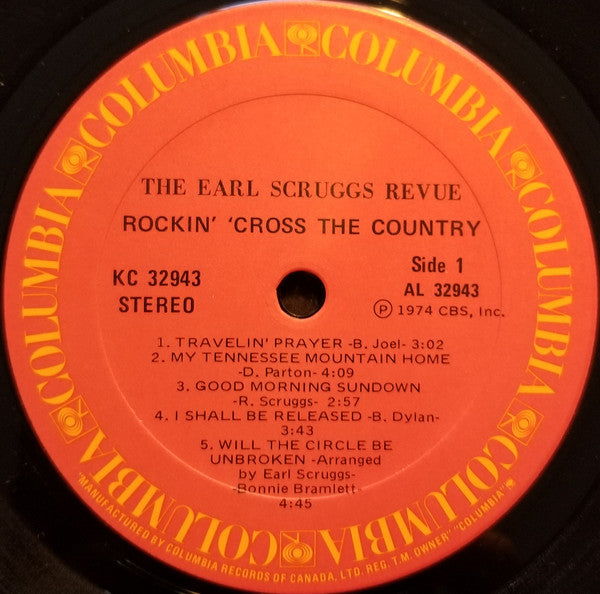 COLUMBIA COLUMBIA COLUMBIA COLUMBIA COLUMBIA COLUMBIA
THE EARL SCRUGGS REVUE
ROCKIN' 'CROSS THE COUNTRY
KC 32943
STEREO
Side 1
AL 32943
Ⓟ 1974 CBS, Inc.
1. TRAVELIN' PRAYER -B. Joel- 3:02
2. MY TENNESSEE MOUNTAIN HOME
-D. Parton- 4:09
3. GOOD MORNING SUNDOWN
-R. Scruggs- 2:57
4. I SHALL BE RELEASED -B. Dylan-
3:43
5. WILL THE CIRCLE BE
UNBROKEN -Arranged
by Earl Scruggs-
-Bonnie Bramlett-
4:45
"MANUFACTURED BY COLUMBIA RECORDS OF CANADA, LTD. REG. T.M. OWNER" "COLUMBIA"